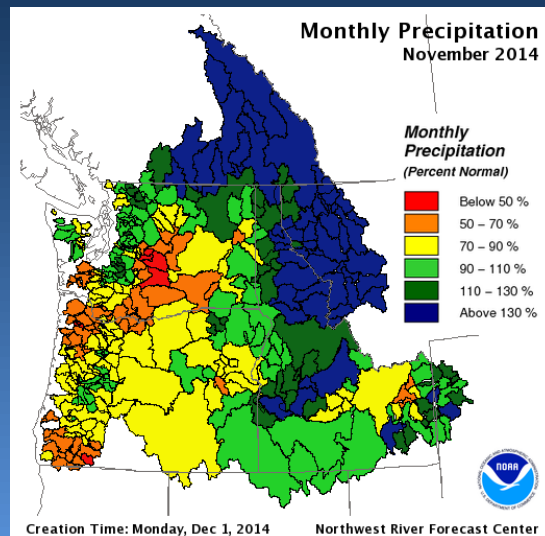 Monthly Precipitation
November 2014
Monthly
Precipitation
(Percent Normal)
Below 50 %
50 - 70 %
70 - 90 %
90 - 110 %
110 - 130 %
Above 130 %
NOAA
Creation Time: Monday, Dec 1, 2014
Northwest River Forecast Center